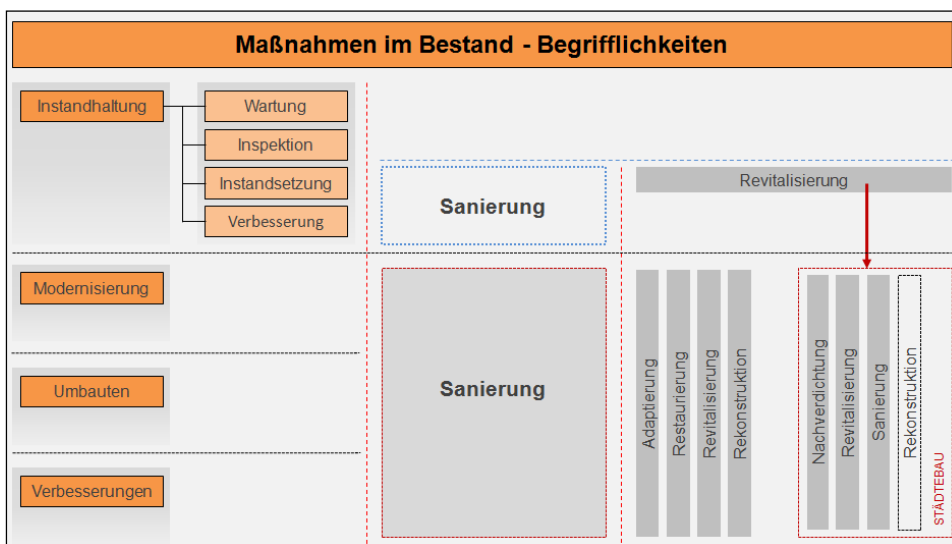 Maßnahmen im Bestand - Begrifflichkeiten
Instandhaltung
Wartung
Inspektion
Instandsetzung
Verbesserung
Sanierung
Revitalisierung
Modernisierung
Umbauten
Verbesserungen
Sanierung
Adaptierung
Restaurierung
Revitalisierung
Rekonstruktion
Nachverdichtung
Revitalisierung
Sanierung
Rekonstruktion
STÄDTEBAU